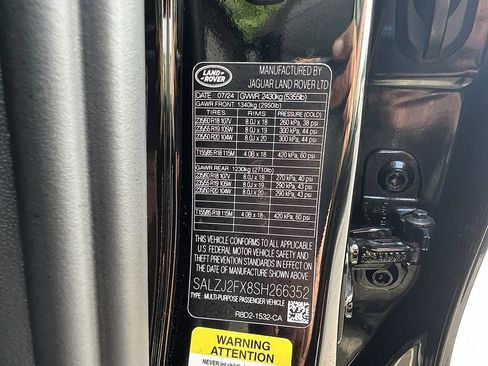 LAND
ROVER
MANUFACTURED BY
JAGUAR LAND ROVER LTD
DATE 07/24 GVWR 2430kg (5355lb)
GAWR FRONT: 1340kg (2950lb)
TIRES RIMS PRESSURE (COLD)
235/60 R18 107V 8.0J x 18 260 kPa, 38 psi
235/55 R19 105W 8.0J x 19 300 kPa, 44 psi
235/50 R20 104W 8.0J x 20 300 kPa, 44 psi
T155/85 R18 115M 4.0B x 18 420 kPa, 60 psi
GAWR REAR 1230kg (2710lb)
235/60 R18 107V 8.0J x 18 270 kPa, 40 psi
235/55 R19 105W 8.0J x 19 290 kPa, 43 psi
235/50 R20 104W 8.0J x 20 290 kPa, 43 psi
T155/85 R18 115M 4.0B x 18 420 kPa, 60 psi
THIS VEHICLE CONFORMS TO ALL APPLICABLE
U.S. FEDERAL MOTOR VEHICLE SAFETY AND
THEFT PREVENTION STANDARDS IN EFFECT ON
THE DATE OF MANUFACTURE SHOWN ABOVE.
SALZJ2FX8SH266352
TYPE: MULTI-PURPOSE PASSENGER VEHICLE
R8D2-1532-CA
WARNING
ATTENTION